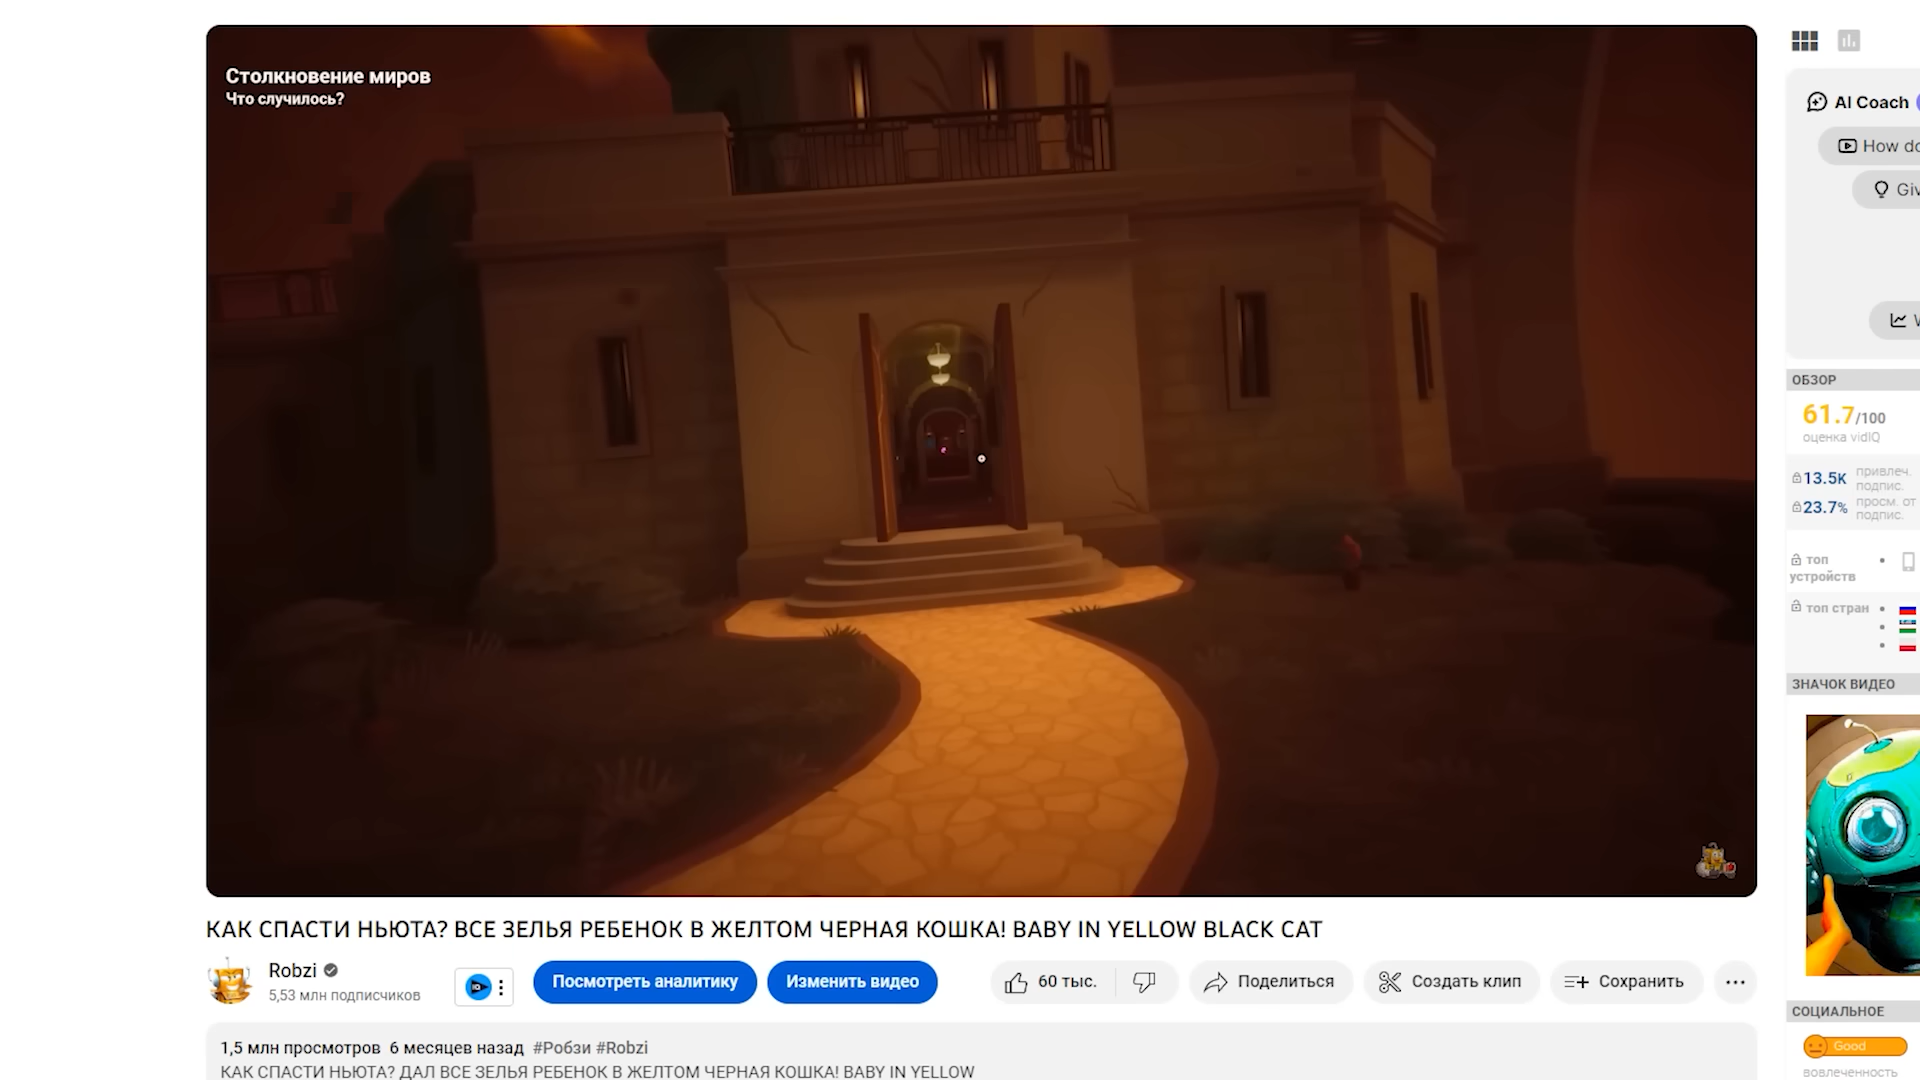 Столкновение миров
Что случилось?
AI Coach
How do
Giv
ОБЗОР
61.7/100
оценка vidIQ
13.5K привлеч. подпис.
23.7% просм. от подпис.
топ устройств
топ стран
ЗНАЧОК ВИДЕО
КАК СПАСТИ НЬЮТА? ВСЕ ЗЕЛЬЯ РЕБЕНОК В ЖЕЛТОМ ЧЕРНАЯ КОШКА! BABY IN YELLOW BLACK CAT
Robzi
5,53 млн подписчиков
Посмотреть аналитику
Изменить видео
60 тыс.
Поделиться
Создать клип
Сохранить
СОЦИАЛЬНОЕ
Good
вовлеченность
1,5 млн просмотров 6 месяцев назад #Робзи #Robzi
КАК СПАСТИ НЬЮТА? ДАЛ ВСЕ ЗЕЛЬЯ РЕБЕНОК В ЖЕЛТОМ ЧЕРНАЯ КОШКА! BABY IN YELLOW